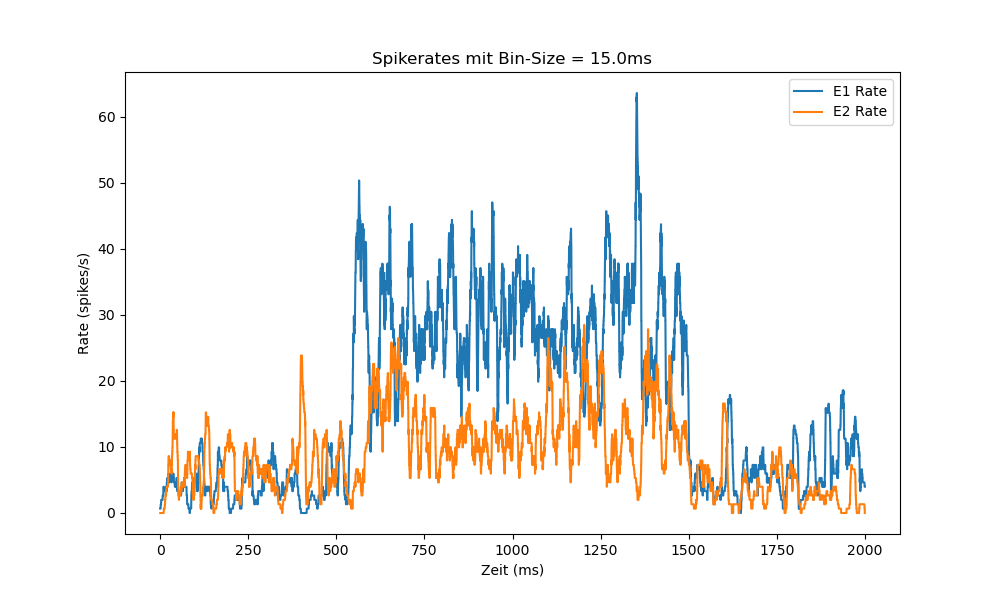 Spikerates mit Bin-Size = 15.0ms
E1 Rate
E2 Rate
60
50
40
30
20
10
0
Rate (spikes/s)
0 250 500 750 1000 1250 1500 1750 2000
Zeit (ms)